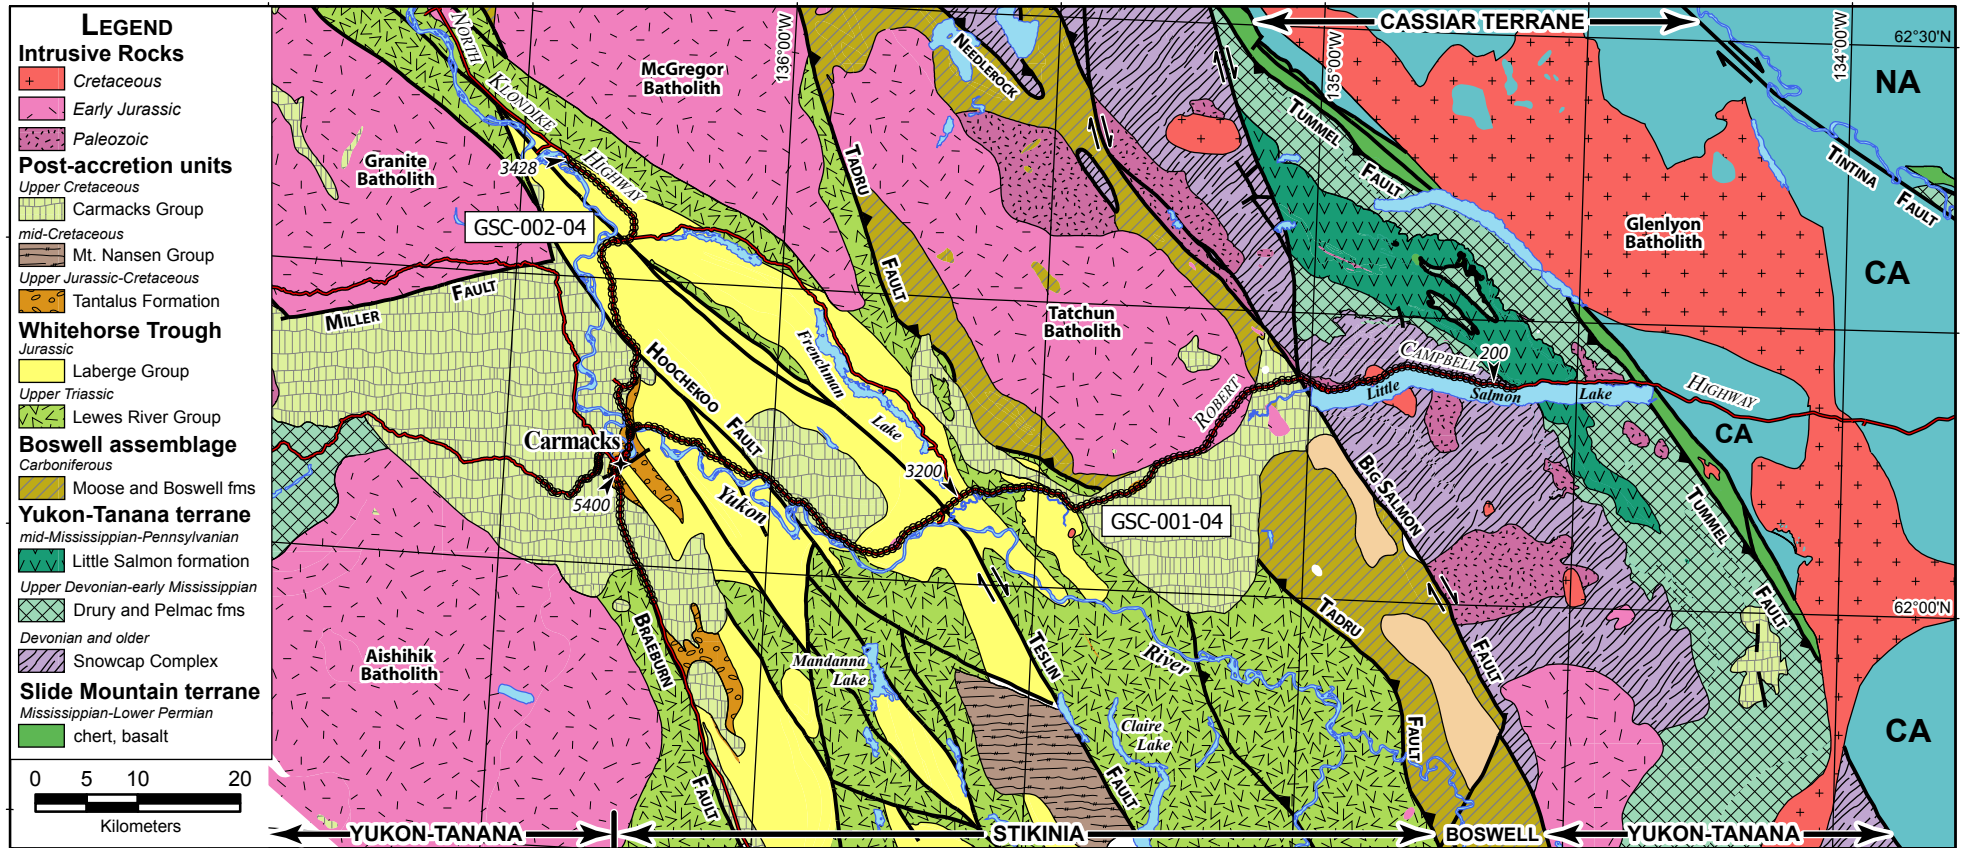 LEGEND
Intrusive Rocks
Cretaceous
Early Jurassic
Paleozoic
Post-accretion units
Upper Cretaceous
Carmacks Group
mid-Cretaceous
Mt. Nansen Group
Upper Jurassic-Cretaceous
Tantalus Formation
Whitehorse Trough
Jurassic
Laberge Group
Upper Triassic
Lewes River Group
Boswell assemblage
Carboniferous
Moose and Boswell fms
Yukon-Tanana terrane
mid-Mississippian-Pennsylvanian
Little Salmon formation
Upper Devonian-early Mississippian
Drury and Pelmac fms
Devonian and older
Snowcap Complex
Slide Mountain terrane
Mississippian-Lower Permian
chert, basalt
0 5 10 20
Kilometers
CASSIAR TERRANE
62°30'N
136°00'W
135°00'W
134°00'W
NORTH
KLONDIKE
HIGHWAY
McGregor
Batholith
NEEDLEROCK
NA
TUMMEL
FAULT
TINTINA
FAULT
3428
Granite
Batholith
TADRU
FAULT
GSC-002-04
Glenlyon
Batholith
CA
MILLER
FAULT
Tatchun
Batholith
Frenchman
Lake
HOOCHEKOO
FAULT
ROBERT
CAMPBELL
200
HIGHWAY
Little
Salmon
Lake
CA
Carmacks
5400
Yukon
3200
GSC-001-04
BIG SALMON
FAULT
TUMMEL
FAULT
62°00'N
TADRU
FAULT
Aishihik
Batholith
BRAEBURN
FAULT
Mandanna
Lake
TESLIN
FAULT
River
Claire
Lake
CA
YUKON-TANANA
STIKINIA
BOSWELL
YUKON-TANANA